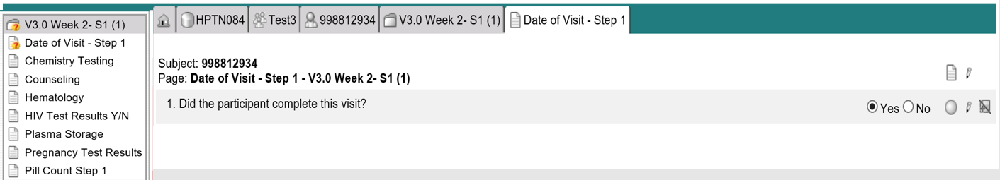 V3.0 Week 2- S1 (1)
Date of Visit - Step 1
Chemistry Testing
Counseling
Hematology
HIV Test Results Y/N
Plasma Storage
Pregnancy Test Results
Pill Count Step 1
HPTN084 Test3 998812934 V3.0 Week 2- S1 (1) Date of Visit - Step 1
Subject: 998812934
Page: Date of Visit - Step 1 - V3.0 Week 2- S1 (1)
1. Did the participant complete this visit? Yes No